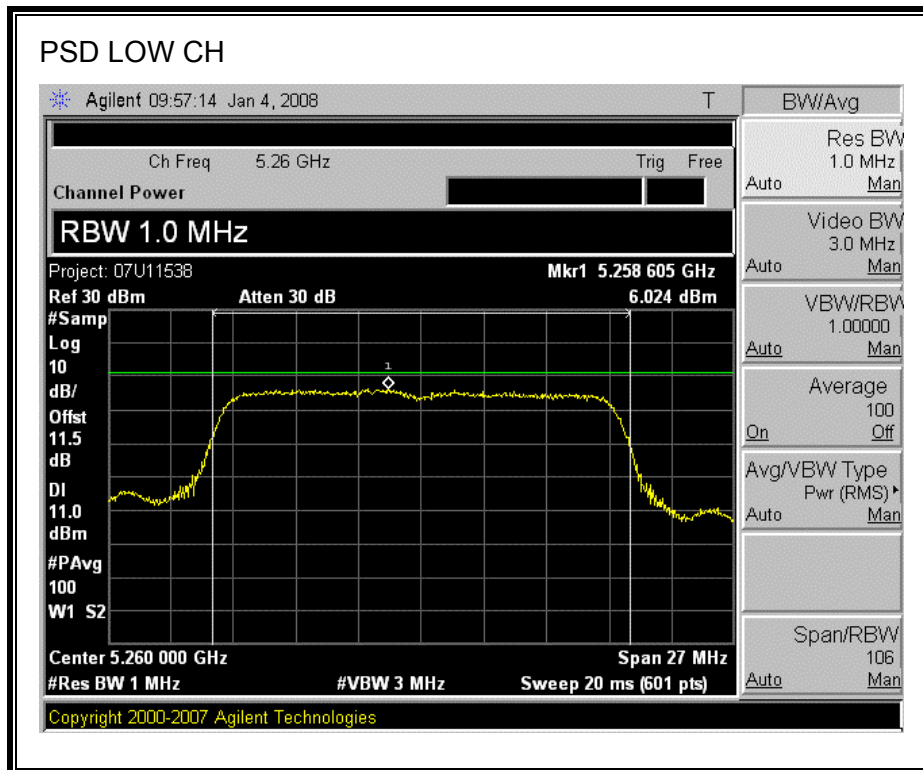 PSD LOW CH
Agilent 09:57:14 Jan 4, 2008 T
BW/Avg
Ch Freq 5.26 GHz Trig Free
Channel Power
RBW 1.0 MHz
Project: 07U11538 Mkr1 5.258 605 GHz
Ref 30 dBm Atten 30 dB 6.024 dBm
#Samp
Log
10
dB/
Offst
11.5
dB
DI
11.0
dBm
#PAvg
100
W1 S2
1
Center 5.260 000 GHz Span 27 MHz
#Res BW 1 MHz #VBW 3 MHz Sweep 20 ms (601 pts)
Copyright 2000-2007 Agilent Technologies
Res BW
1.0 MHz
Auto Man
Video BW
3.0 MHz
Auto Man
VBW/RBW
1.00000
Auto Man
Average
100
On Off
Avg/VBW Type
Pwr (RMS)
Auto Man
Span/RBW
106
Auto Man